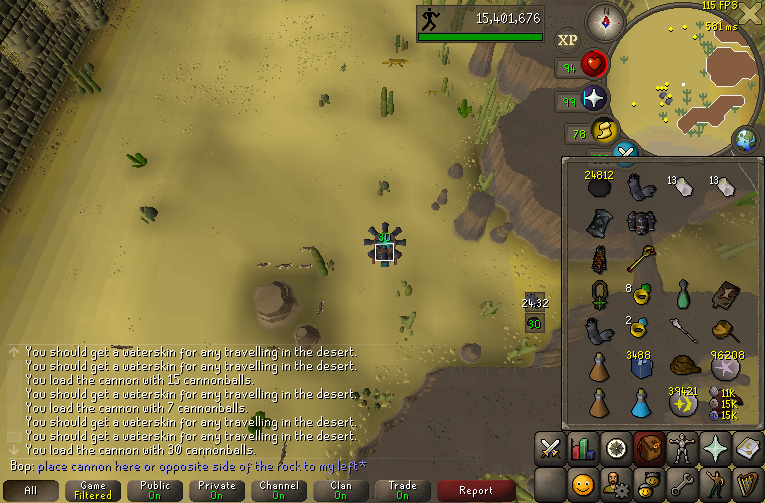 115 FPS
15,401,676
581 ms
XP
94
99
78
24812
13
13
30
8
24:32
30
2
3488
96208
39421
11K
15K
15K
You should get a waterskin for any travelling in the desert.
You should get a waterskin for any travelling in the desert.
You load the cannon with 15 cannonballs.
You should get a waterskin for any travelling in the desert.
You load the cannon with 7 cannonballs.
You should get a waterskin for any travelling in the desert.
You should get a waterskin for any travelling in the desert.
You load the cannon with 30 cannonballs.
Bop: place cannon here or opposite side of the rock to my left*
All
Game
Filtered
Public
On
Private
On
Channel
On
Clan
On
Trade
On
Report